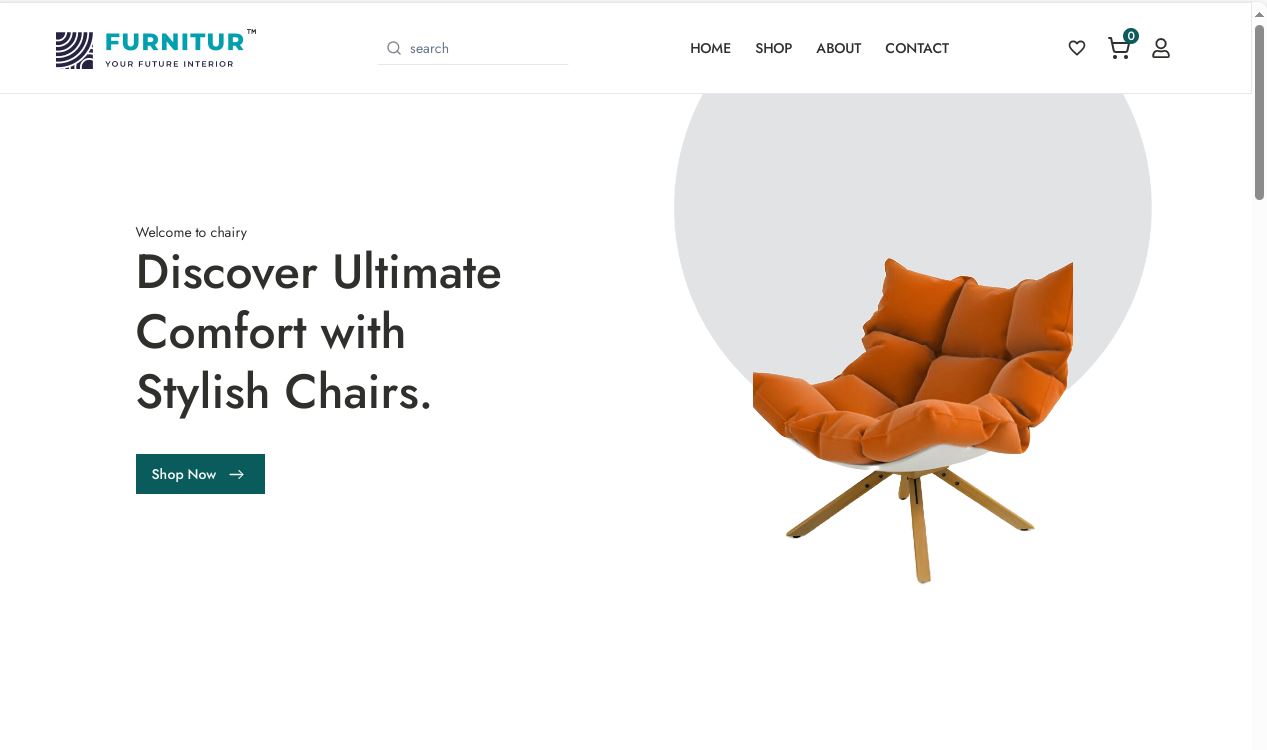 FURNITUR™
YOUR FUTURE INTERIOR
search
HOME
SHOP
ABOUT
CONTACT
0
Welcome to chairy
Discover Ultimate
Comfort with
Stylish Chairs.
Shop Now